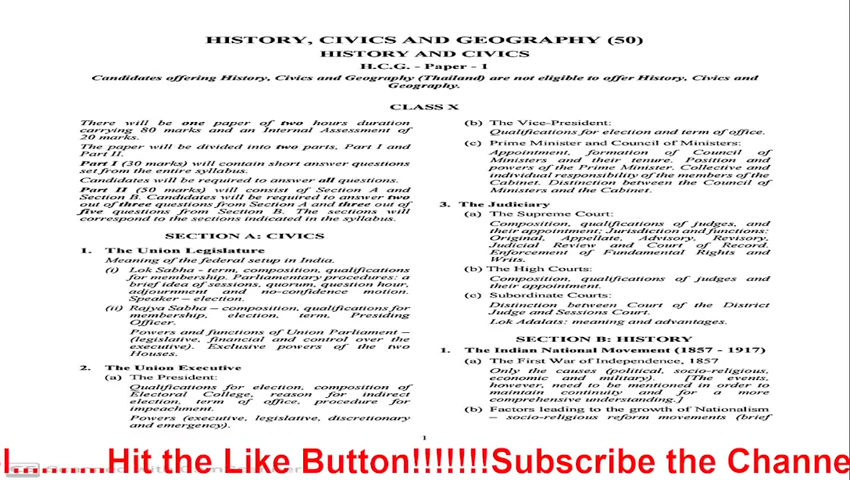 HISTORY, CIVICS AND GEOGRAPHY (50)
HISTORY AND CIVICS
H.C.G. - Paper - 1
Candidates offering History, Civics and Geography (Thailand) are not eligible to offer History, Civics and
Geography.
CLASS X
There will be one paper of two hours duration
carrying 80 marks and an Internal Assessment of
20 marks.
The paper will be divided into two parts, Part I and
Part II.
Part I (30 marks) will contain short answer questions
set from the entire syllabus.
Candidates will be required to answer all questions.
Part II (50 marks) will consist of Section A and
Section B. Candidates will be required to answer two
out of three questions from Section A and three out of
five questions from Section B. The sections will
correspond to the sections indicated in the syllabus.
SECTION A: CIVICS
1. The Union Legislature
Meaning of the federal setup in India.
(i) Lok Sabha - term, composition, qualifications
for membership. Parliamentary procedures: a
brief idea of sessions, quorum, question hour,
adjournment and no-confidence motion.
Speaker – election.
(ii) Rajya Sabha – composition, qualifications for
membership, election, term, Presiding
Officer.
Powers and functions of Union Parliament –
(legislative, financial and control over the
executive). Exclusive powers of the two
Houses.
2. The Union Executive
(a) The President:
Qualifications for election, composition of
Electoral College, reason for indirect
election, term of office, procedure for
impeachment.
Powers (executive, legislative, discretionary
and emergency).
(b) The Vice-President:
Qualifications for election and term of office.
(c) Prime Minister and Council of Ministers:
Appointment, formation of Council of
Ministers and their tenure. Position and
powers of the Prime Minister. Collective and
individual responsibility of the members of the
Cabinet. Distinction between the Council of
Ministers and the Cabinet.
3. The Judiciary
(a) The Supreme Court:
Composition, qualifications of judges, and
their appointment; Jurisdiction and functions:
Original, Appellate, Advisory, Revisory,
Judicial Review and Court of Record.
Enforcement of Fundamental Rights and
Writs.
(b) The High Courts:
Composition, qualifications of judges and
their appointment.
(c) Subordinate Courts:
Distinction between Court of the District
Judge and Sessions Court.
Lok Adalats: meaning and advantages.
SECTION B: HISTORY
1. The Indian National Movement (1857 - 1917)
(a) The First War of Independence, 1857
Only the causes (political, socio-religious,
economic and military). [The events,
however, need to be mentioned in order to
maintain continuity and for a more
comprehensive understanding.]
(b) Factors leading to the growth of Nationalism
– socio-religious reform movements (brief
1
l.........Hit the Like Button!!!!!!!Subscribe the Channe